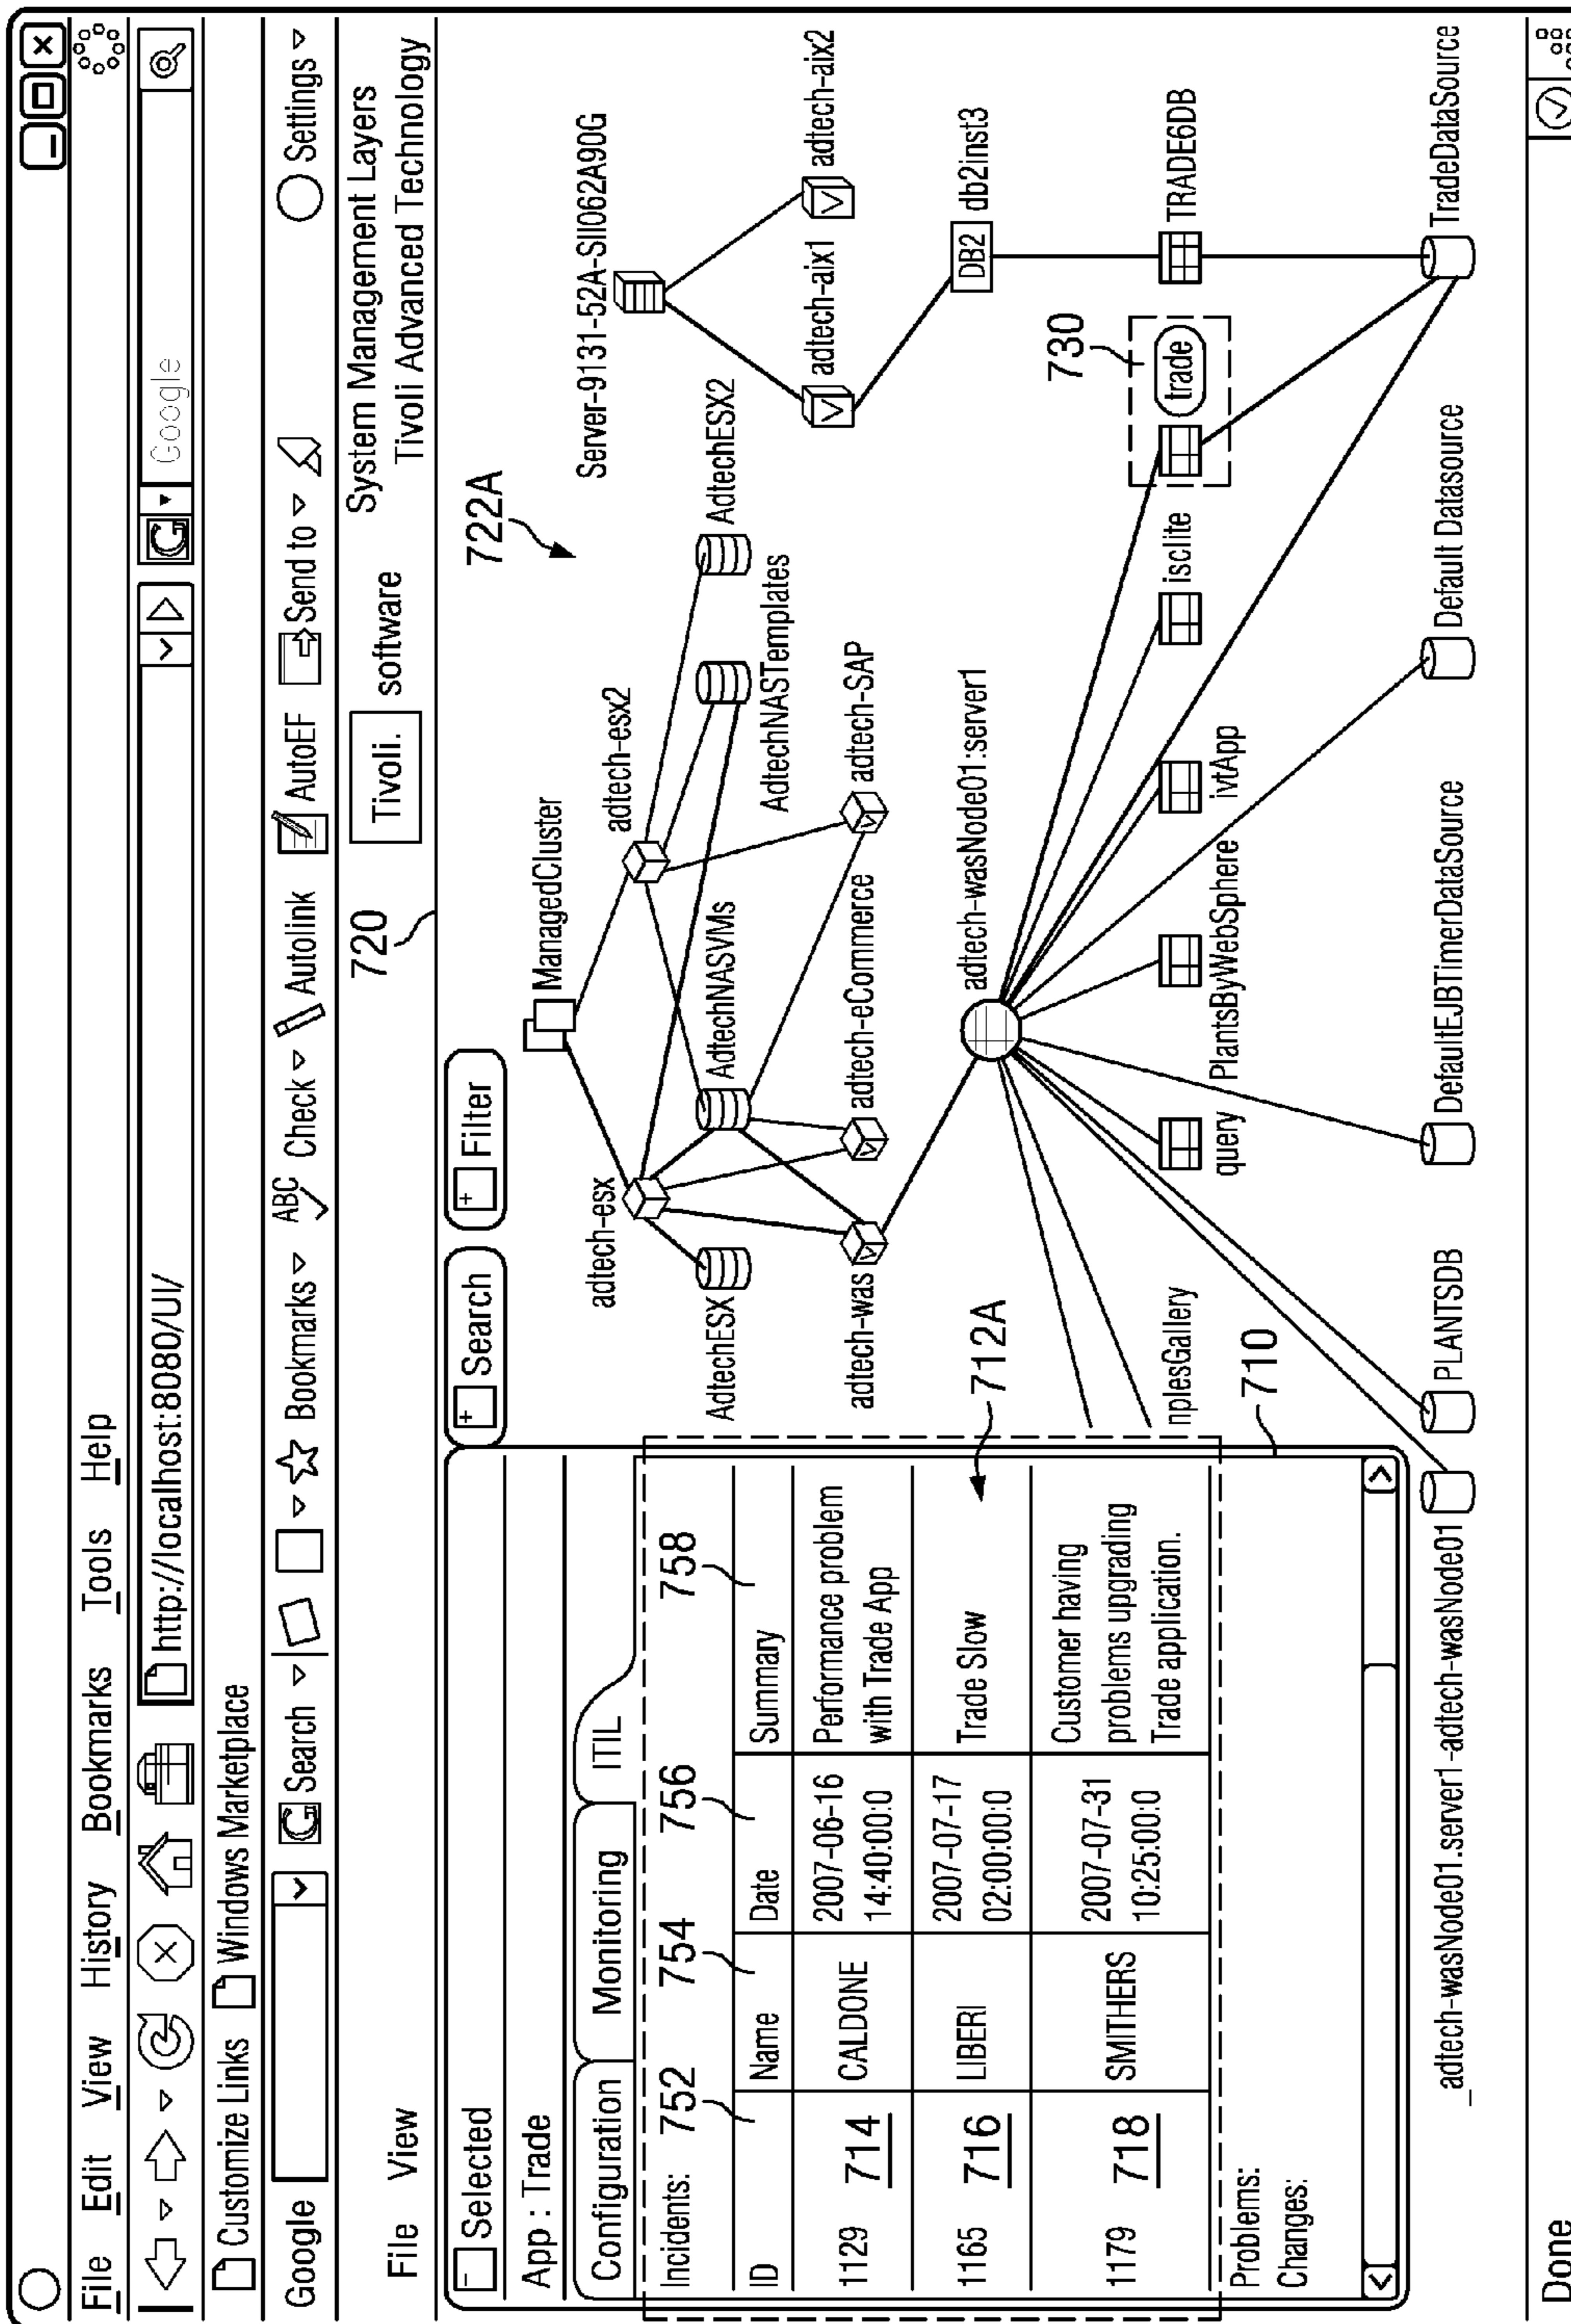 File Edit View History Bookmarks Tools Help
http://localhost:8080/UI/
G Google
Customize Links Windows Marketplace
Google G Search Bookmarks ABC Check Autolink AutoEF Send to Settings
File View 720 Tivoli. software System Management Layers
Tivoli Advanced Technology
- Selected
+ Search
+ Filter
App : Trade
Configuration Monitoring ITIL
Incidents: 752 754 756 758
ID Name Date Summary
1129 714 CALDONE 2007-06-16 14:40:00:0 Performance problem
with Trade App
1165 716 LIBERI 2007-07-17 02:00:00:0 Trade Slow
1179 718 SMITHERS 2007-07-31 10:25:00:0 Customer having
problems upgrading
Trade application.
Problems:
Changes:
712A
710
722A
ManagedCluster
Server-9131-52A-SII062A90G
adtech-esx
adtech-esx2
AdtechESX
AdtechNASVMs
AdtechNASTemplates
AdtechESX2
V adtech-aix1
V adtech-aix2
adtech-was V
V adtech-eCommerce
V adtech-SAP
adtech-wasNode01:server1
DB2 db2inst3
730
nplesGallery
query
PlantsByWebSphere
ivtApp
isclite
trade
TRADE6DB
_adtech-wasNode01.server1-adtech-wasNode01
PLANTSDB
DefaultEJBTimerDataSource
Default Datasource
TradeDataSource
Done